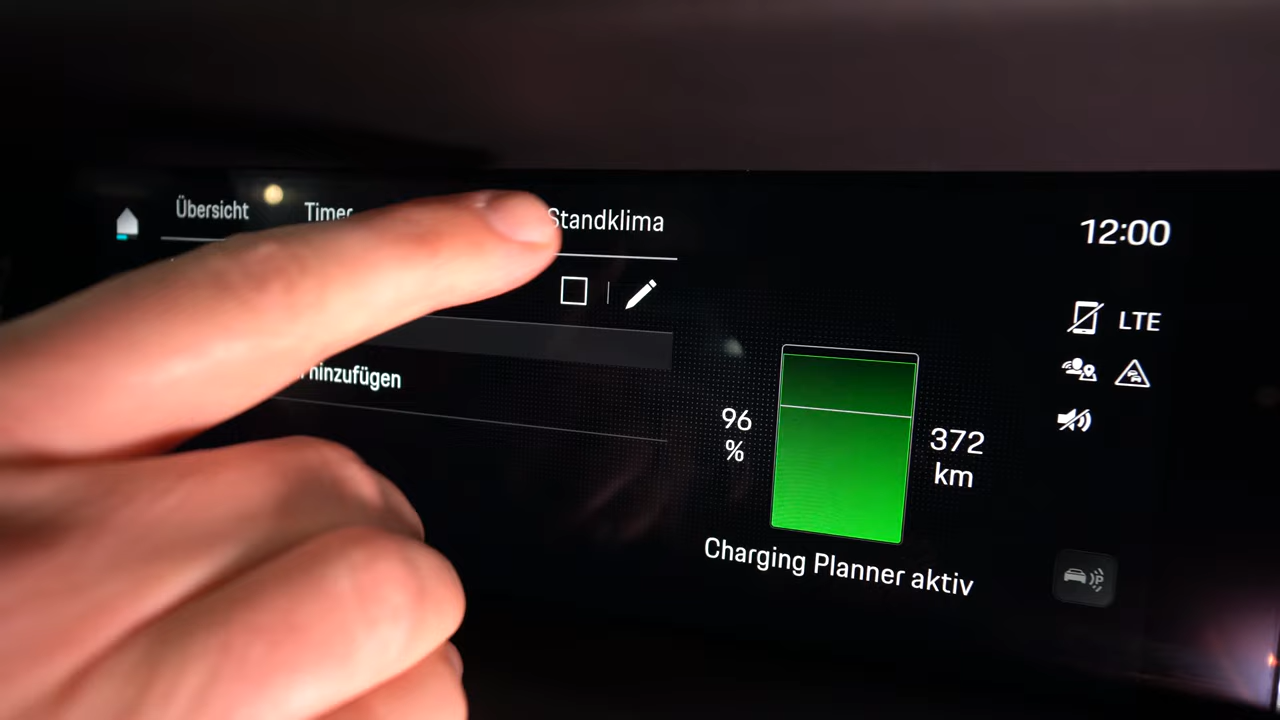 Übersicht Timer Standklima
12:00
LTE
hinzufügen
96
%
372
km
Charging Planner aktiv
P